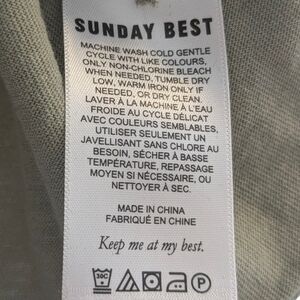 SUNDAY BEST
MACHINE WASH COLD GENTLE
CYCLE WITH LIKE COLOURS,
ONLY NON-CHLORINE BLEACH
WHEN NEEDED, TUMBLE DRY
LOW, WARM IRON ONLY IF
NEEDED, OR DRY CLEAN.
LAVER À LA MACHINE À L'EAU
FROIDE AU CYCLE DÉLICAT
AVEC COULEURS SEMBLABLES,
UTILISER SEULEMENT UN
JAVELLISANT SANS CHLORE AU
BESOIN, SÉCHER À BASSE
TEMPÉRATURE, REPASSAGE
MOYEN SI NÉCESSAIRE, OU
NETTOYER À SEC.
MADE IN CHINA
FABRIQUÉ EN CHINE
Keep me at my best.
30C P